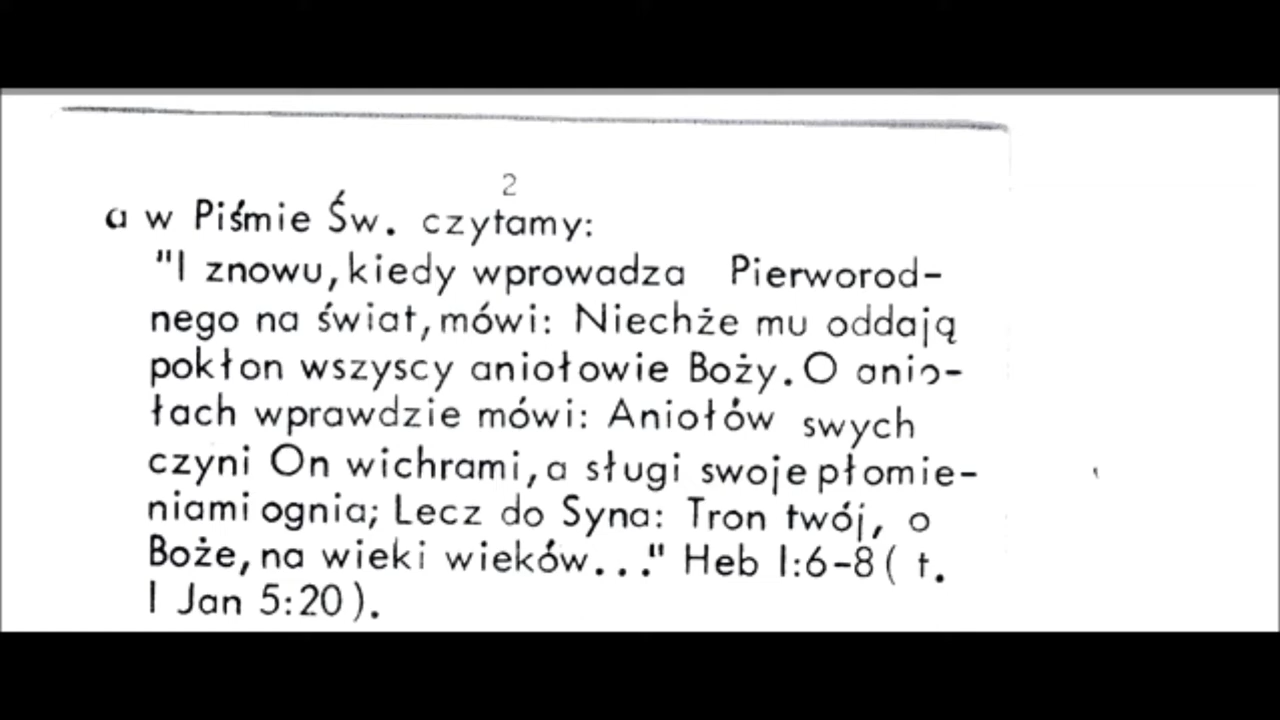 2
a w Piśmie Św. czytamy:
"I znowu, kiedy wprowadza Pierworod-
nego na świat, mówi: Niechże mu oddają
pokłon wszyscy aniołowie Boży. O anio-
łach wprawdzie mówi: Aniołów swych
czyni On wichrami, a sługi swoje płomie-
niami ognia; Lecz do Syna: Tron twój, o
Boże, na wieki wieków..." Heb 1:6-8 ( t.
I Jan 5:20 ).